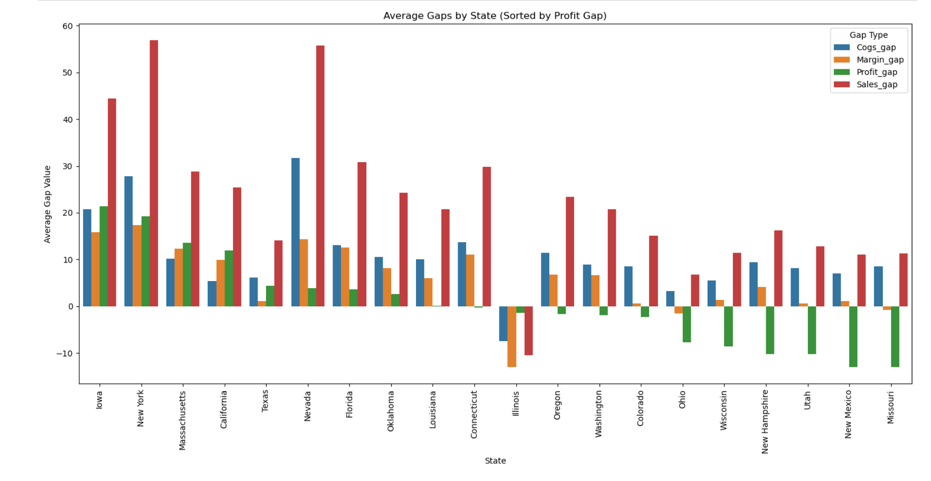 Average Gaps by State (Sorted by Profit Gap)
Gap Type
Cogs_gap
Margin_gap
Profit_gap
Sales_gap
Average Gap Value
60
50
40
30
20
10
0
−10
Iowa
New York
Massachusetts
California
Texas
Nevada
Florida
Oklahoma
Louisiana
Connecticut
Illinois
Oregon
Washington
Colorado
Ohio
Wisconsin
New Hampshire
Utah
New Mexico
Missouri
State